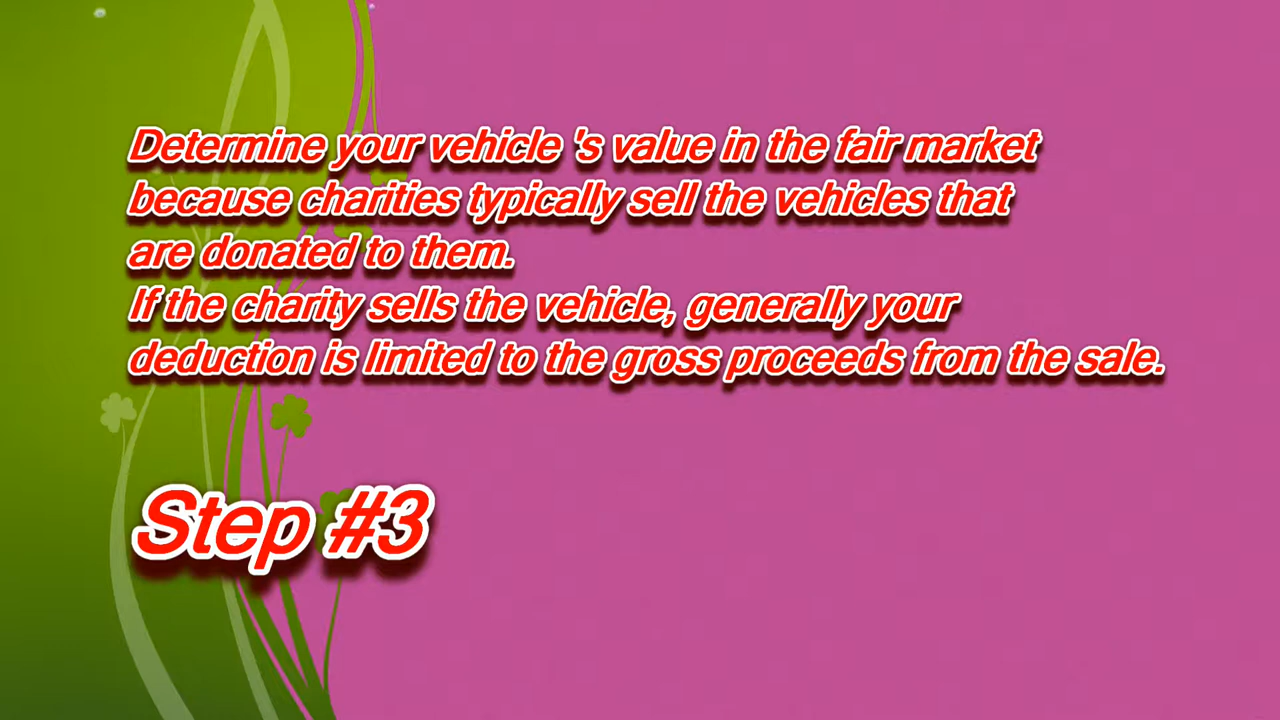 Determine your vehicle 's value in the fair market
because charities typically sell the vehicles that
are donated to them.
If the charity sells the vehicle, generally your
deduction is limited to the gross proceeds from the sale.
Step #3